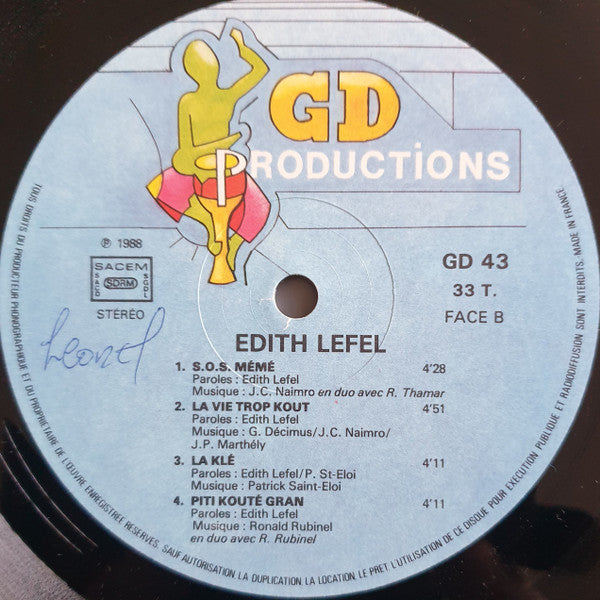 GD
PRODUCTiONS
℗ 1988
SACEM
SACD
SDRM
SGDL
STÉRÉO
GD 43
33 T.
FACE B
Leonel
EDITH LEFEL
1. S.O.S. MÉMÉ 4'28
Paroles : Edith Lefel
Musique : J.C. Naimro en duo avec R. Thamar
2. LA VIE TROP KOUT 4'51
Paroles : Edith Lefel
Musique : G. Décimus/J.C. Naimro/
J.P. Marthély
3. LA KLÉ 4'11
Paroles : Edith Lefel/P. St-Eloi
Musique : Patrick Saint-Eloi
4. PITI KOUTÉ GRAN 4'11
Paroles : Edith Lefel
Musique : Ronald Rubinel
en duo avec R. Rubinel
TOUS DROITS DU PRODUCTEUR PHONOGRAPHIQUE ET DU PROPRIETAIRE DE L'ŒUVRE ENREGISTREE RESERVES. SAUF AUTORISATION, LA DUPLICATION, LA LOCATION, LE PRET, L'UTILISATION DE CE DISQUE POUR EXECUTION PUBLIQUE ET RADIODIFFUSION SONT INTERDITS. MADE IN FRANCE.